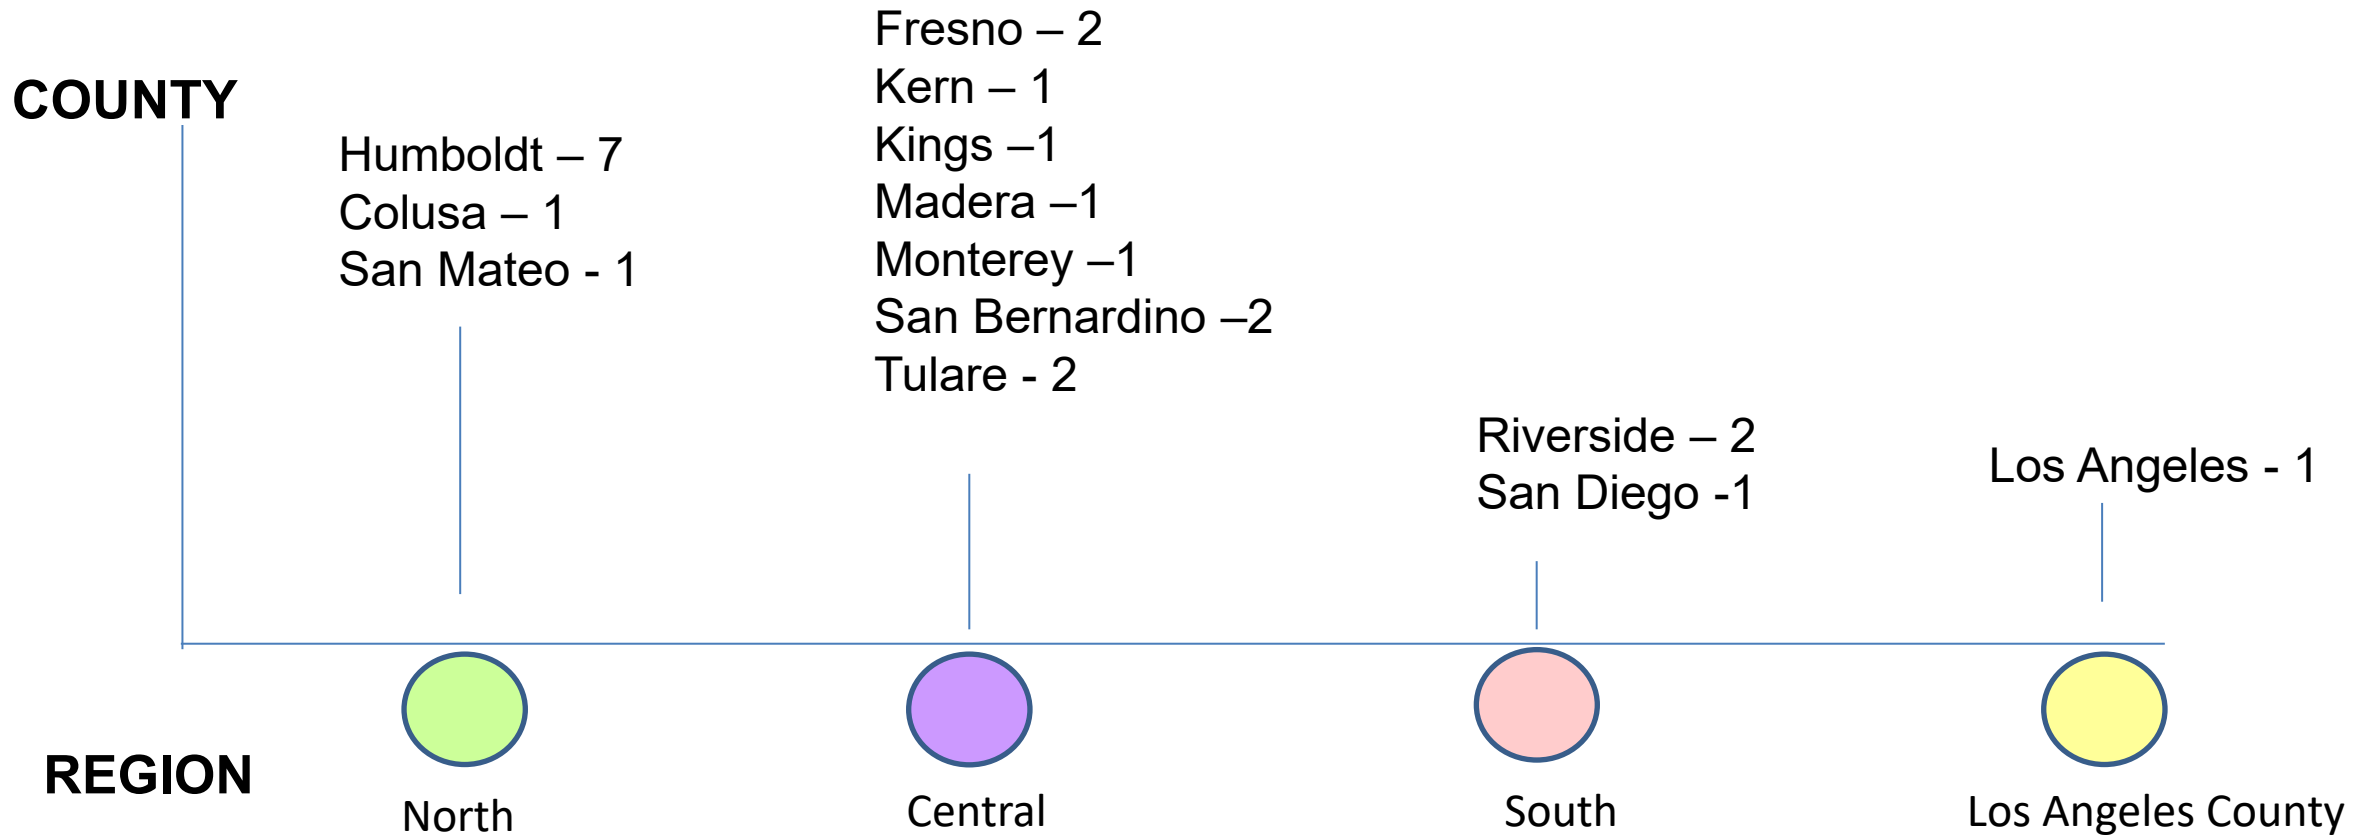 COUNTY
Humboldt – 7
Colusa – 1
San Mateo - 1
Fresno – 2
Kern – 1
Kings –1
Madera –1
Monterey –1
San Bernardino –2
Tulare - 2
Riverside – 2
San Diego -1
Los Angeles - 1
REGION
North
Central
South
Los Angeles County